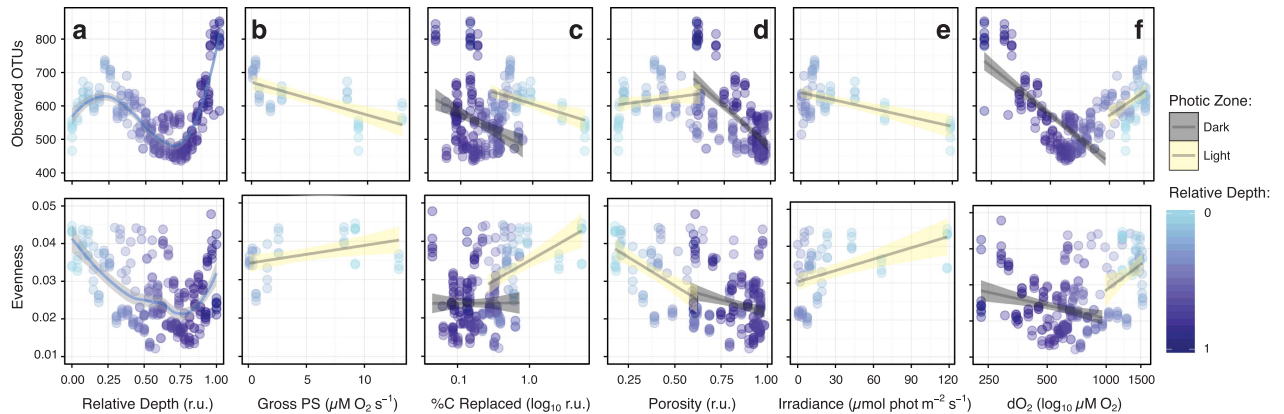 a b c d e f
Observed OTUs
800
700
600
500
400
Photic Zone:
Dark
Light
Relative Depth:
0
1
Evenness
0.05
0.04
0.03
0.02
0.01
0.00 0.25 0.50 0.75 1.00
0 5 10
0.1 1.0
0.25 0.50 0.75 1.00
0 30 60 90 120
250 500 1000 1500
Relative Depth (r.u.)
Gross PS (µM O₂ s⁻¹)
%C Replaced (log₁₀ r.u.)
Porosity (r.u.)
Irradiance (µmol phot m⁻² s⁻¹)
dO₂ (log₁₀ µM O₂)